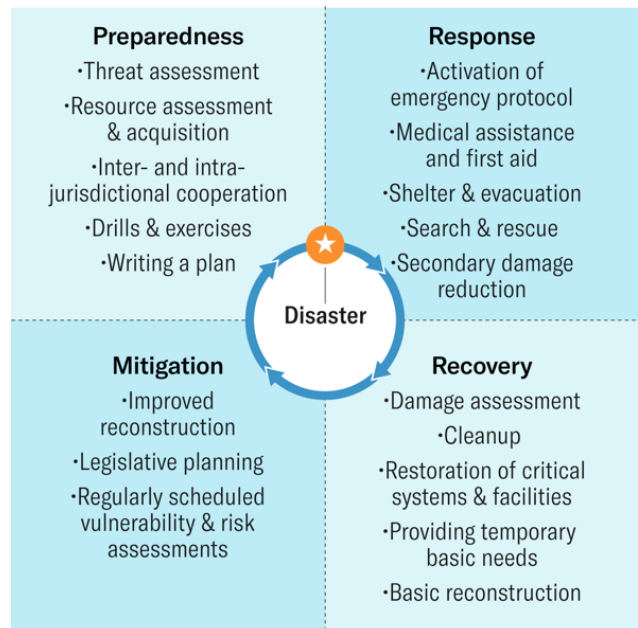 Preparedness
•Threat assessment
•Resource assessment
& acquisition
•Inter- and intra-
jurisdictional cooperation
•Drills & exercises
•Writing a plan
Response
•Activation of
emergency protocol
•Medical assistance
and first aid
•Shelter & evacuation
•Search & rescue
•Secondary damage
reduction
Disaster
Mitigation
•Improved
reconstruction
•Legislative planning
•Regularly scheduled
vulnerability & risk
assessments
Recovery
•Damage assessment
•Cleanup
•Restoration of critical
systems & facilities
•Providing temporary
basic needs
•Basic reconstruction